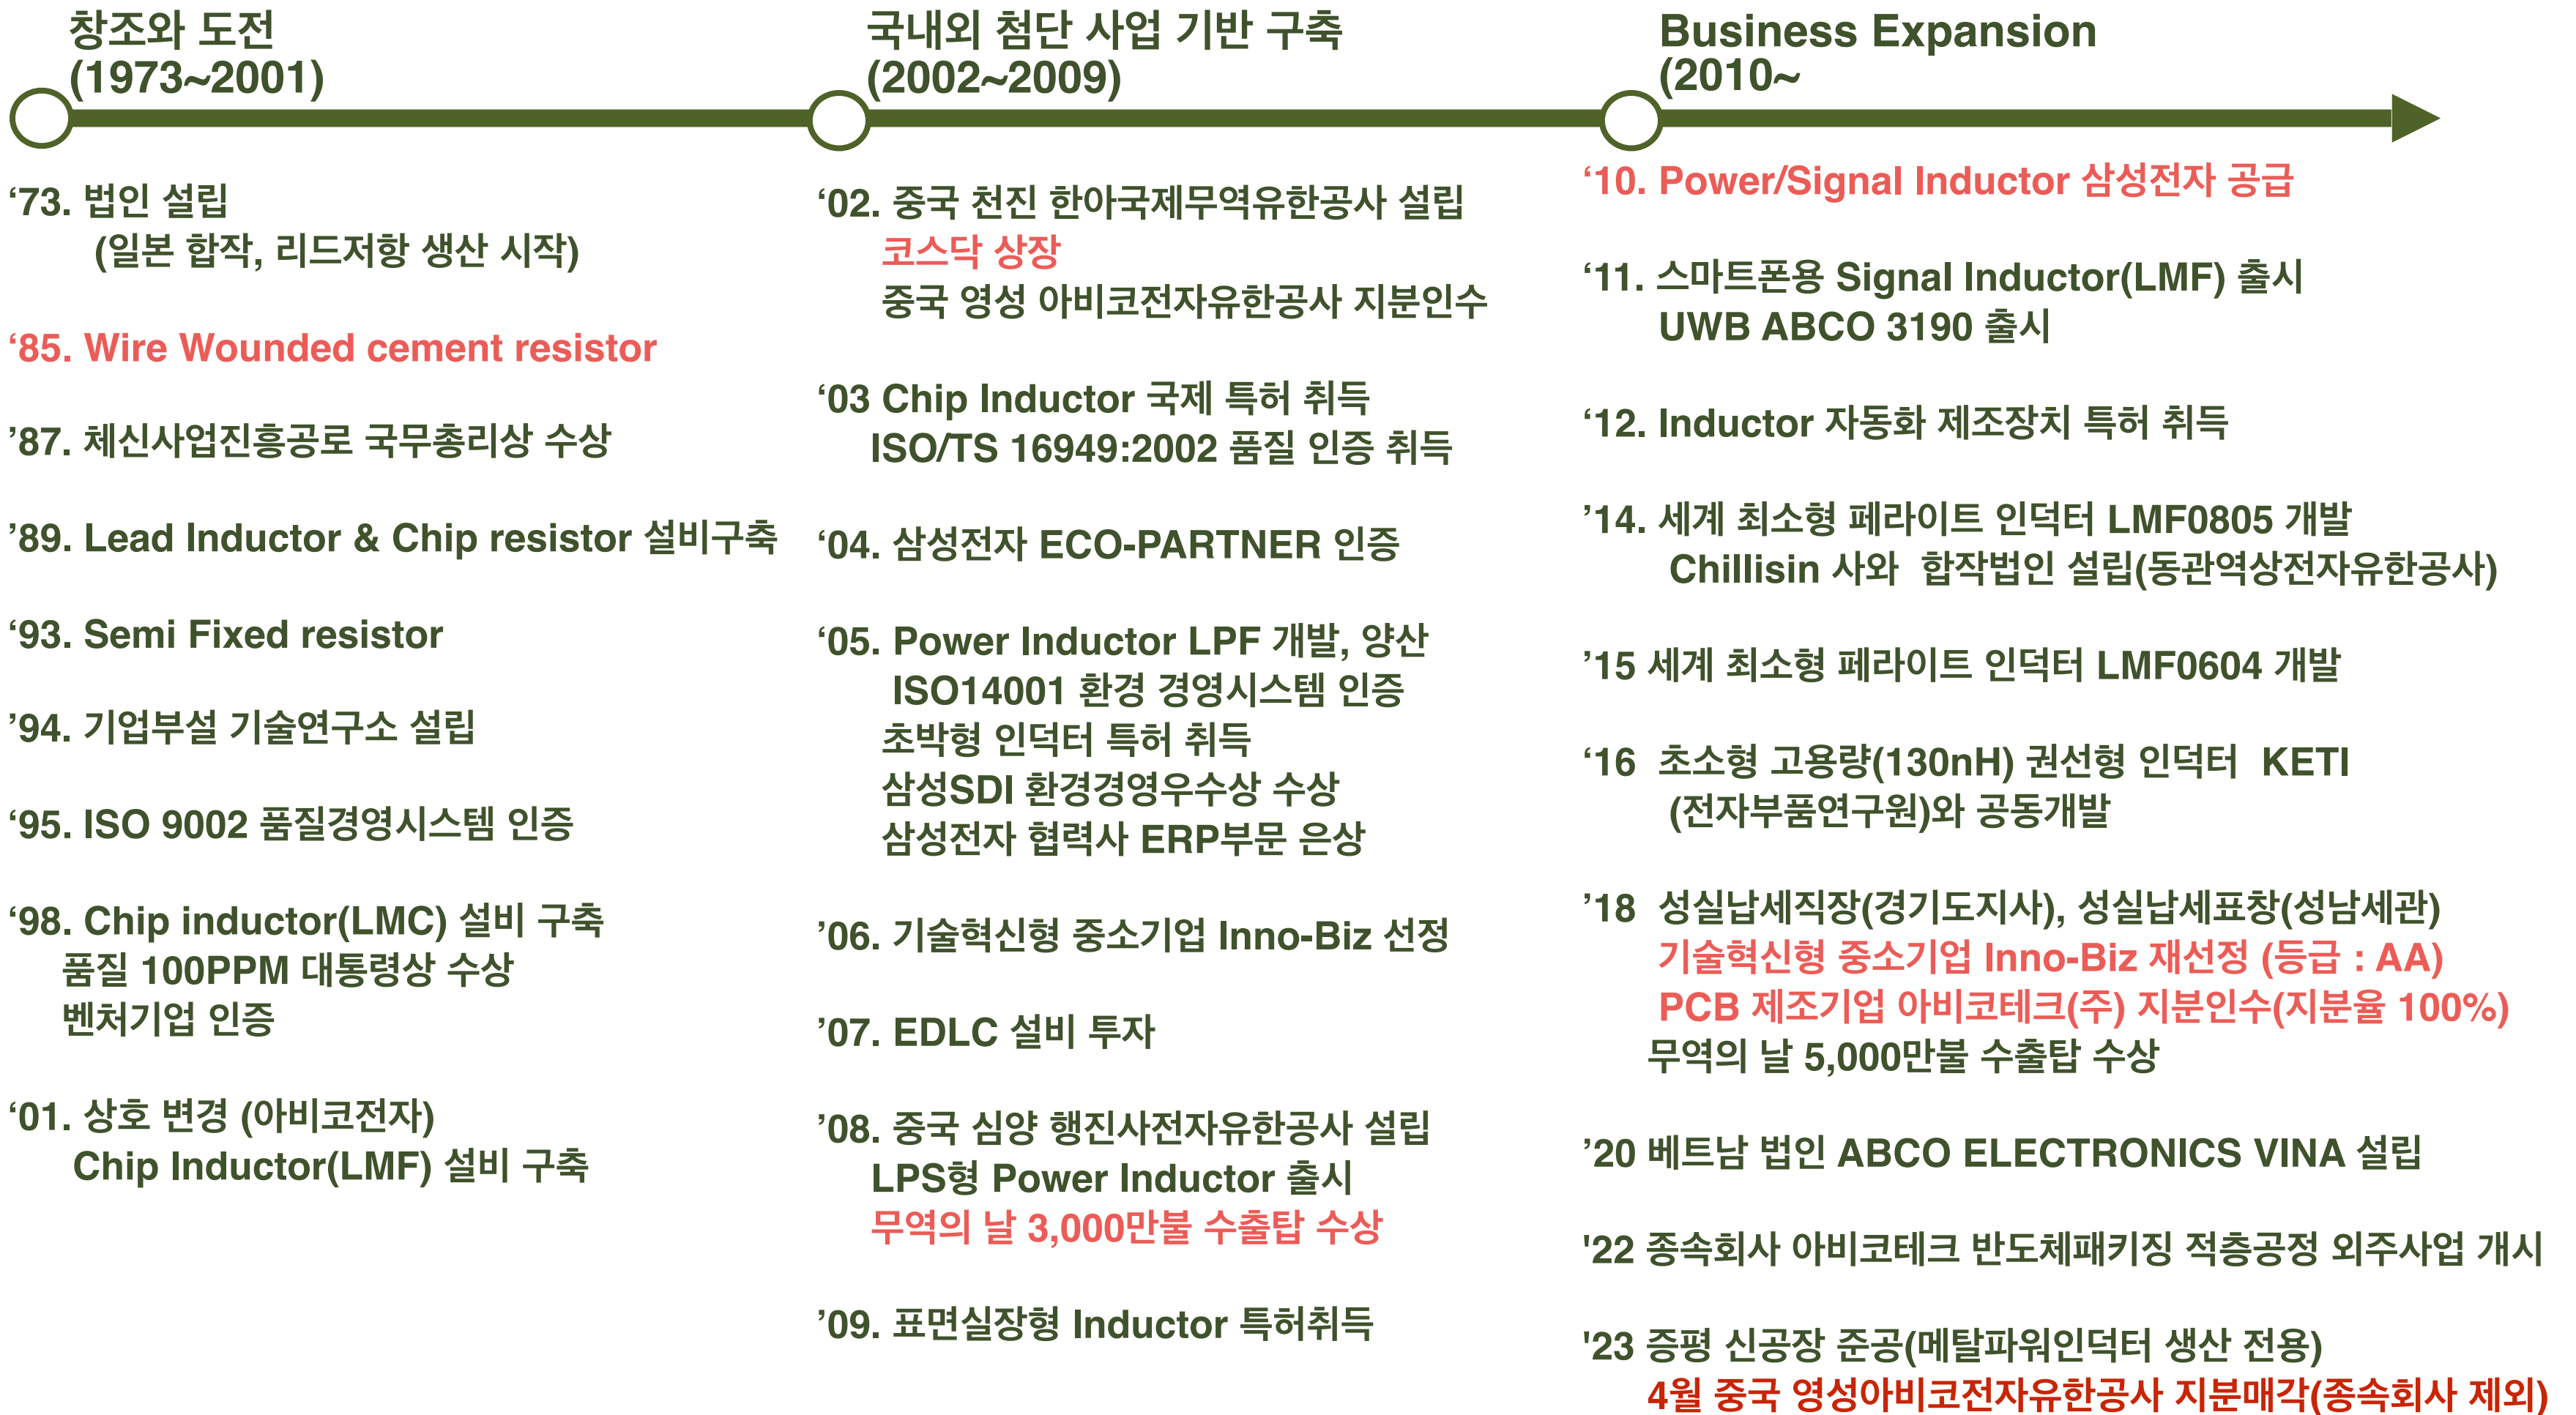 창조와 도전
(1973~2001)
‘73. 법인 설립
(일본 합작, 리드저항 생산 시작)
‘85. Wire Wounded cement resistor
’87. 체신사업진흥공로 국무총리상 수상
’89. Lead Inductor & Chip resistor 설비구축
‘93. Semi Fixed resistor
’94. 기업부설 기술연구소 설립
‘95. ISO 9002 품질경영시스템 인증
‘98. Chip inductor(LMC) 설비 구축
품질 100PPM 대통령상 수상
벤처기업 인증
‘01. 상호 변경 (아비코전자)
Chip Inductor(LMF) 설비 구축
국내외 첨단 사업 기반 구축
(2002~2009)
‘02. 중국 천진 한아국제무역유한공사 설립
코스닥 상장
중국 영성 아비코전자유한공사 지분인수
‘03 Chip Inductor 국제 특허 취득
ISO/TS 16949:2002 품질 인증 취득
‘04. 삼성전자 ECO-PARTNER 인증
‘05. Power Inductor LPF 개발, 양산
ISO14001 환경 경영시스템 인증
초박형 인덕터 특허 취득
삼성SDI 환경경영우수상 수상
삼성전자 협력사 ERP부문 은상
’06. 기술혁신형 중소기업 Inno-Biz 선정
’07. EDLC 설비 투자
’08. 중국 심양 행진사전자유한공사 설립
LPS형 Power Inductor 출시
무역의 날 3,000만불 수출탑 수상
’09. 표면실장형 Inductor 특허취득
Business Expansion
(2010~
‘10. Power/Signal Inductor 삼성전자 공급
‘11. 스마트폰용 Signal Inductor(LMF) 출시
UWB ABCO 3190 출시
‘12. Inductor 자동화 제조장치 특허 취득
’14. 세계 최소형 페라이트 인덕터 LMF0805 개발
Chillisin 사와 합작법인 설립(동관역상전자유한공사)
’15 세계 최소형 페라이트 인덕터 LMF0604 개발
‘16 초소형 고용량(130nH) 권선형 인덕터 KETI
(전자부품연구원)와 공동개발
’18 성실납세직장(경기도지사), 성실납세표창(성남세관)
기술혁신형 중소기업 Inno-Biz 재선정 (등급 : AA)
PCB 제조기업 아비코테크(주) 지분인수(지분율 100%)
무역의 날 5,000만불 수출탑 수상
’20 베트남 법인 ABCO ELECTRONICS VINA 설립
'22 종속회사 아비코테크 반도체패키징 적층공정 외주사업 개시
'23 증평 신공장 준공(메탈파워인덕터 생산 전용)
4월 중국 영성아비코전자유한공사 지분매각(종속회사 제외)